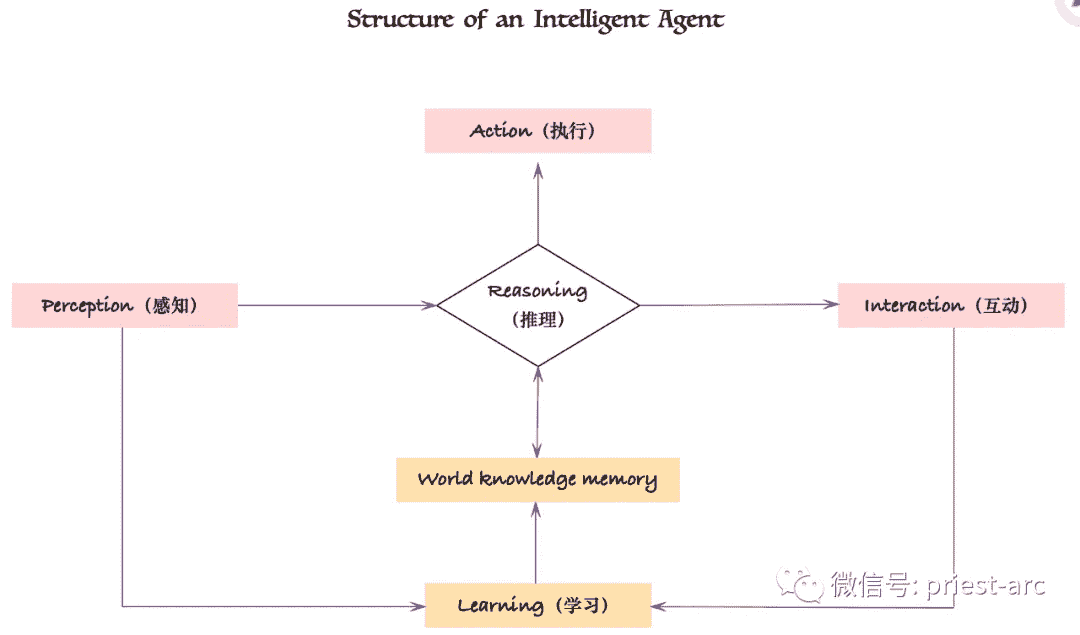 Structure of an Intelligent Agent
Action（执行）
Perception（感知）
Reasoning
（推理）
Interaction（互动）
World knowledge memory
Learning（学习）
微信号: priest-arc